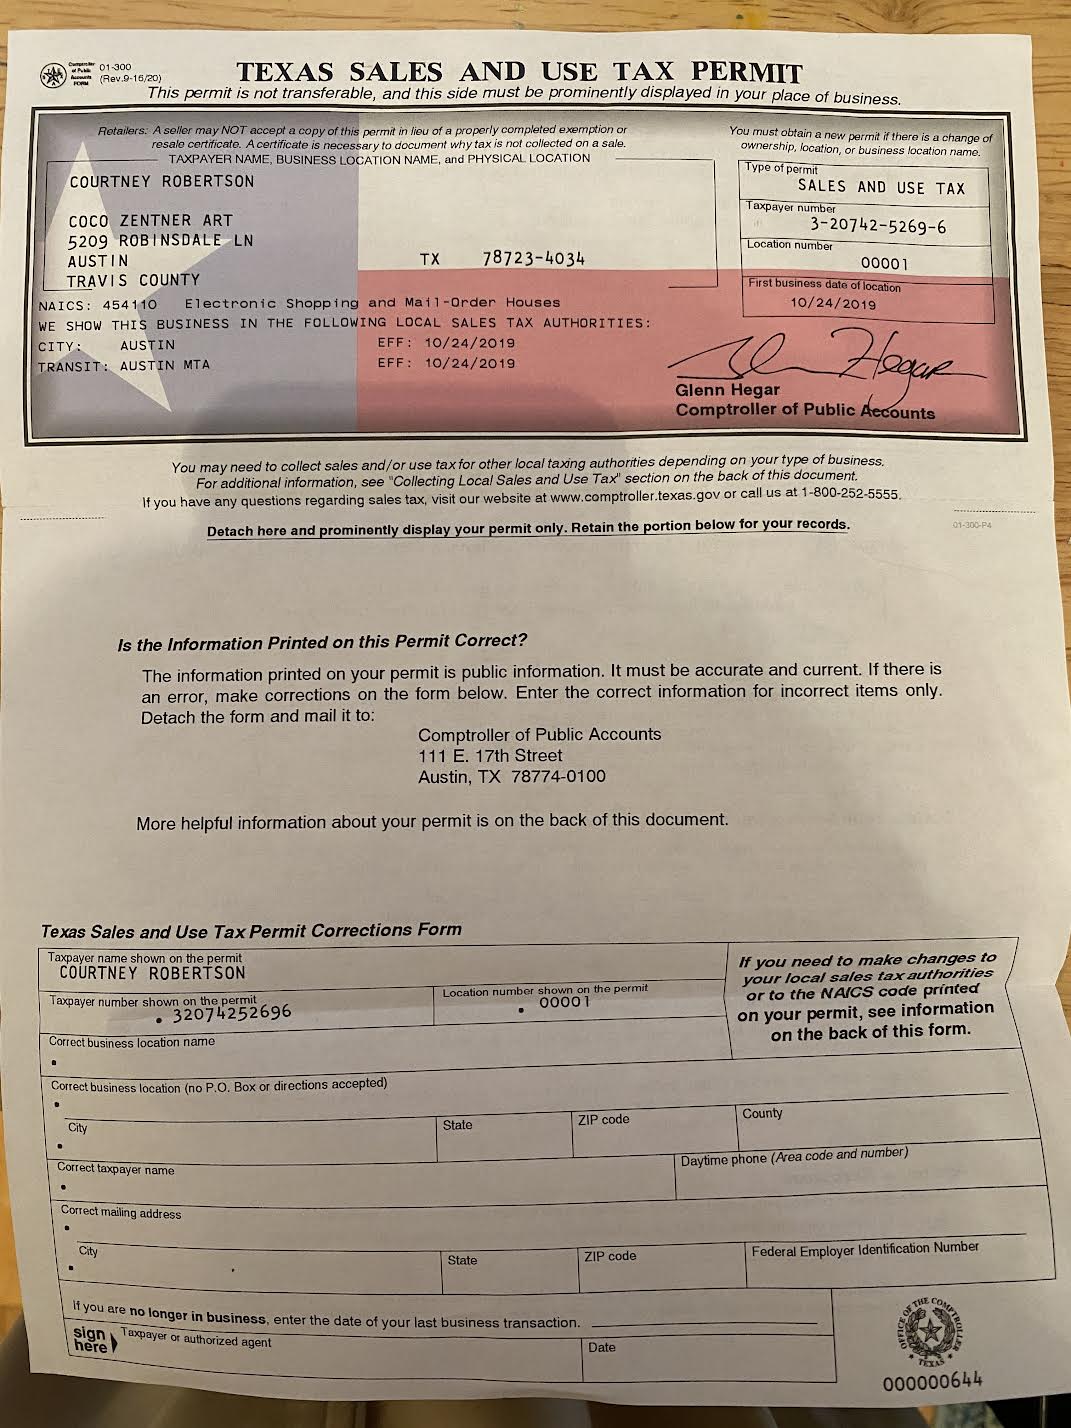 Comptroller
of Public
Accounts
FORM
01-300
(Rev.9-16/20)
TEXAS SALES AND USE TAX PERMIT
This permit is not transferable, and this side must be prominently displayed in your place of business.
Retailers: A seller may NOT accept a copy of this permit in lieu of a properly completed exemption or
resale certificate. A certificate is necessary to document why tax is not collected on a sale.
You must obtain a new permit if there is a change of
ownership, location, or business location name.
TAXPAYER NAME, BUSINESS LOCATION NAME, and PHYSICAL LOCATION
COURTNEY ROBERTSON
COCO ZENTNER ART
5209 ROBINSDALE LN
AUSTIN TX 78723-4034
TRAVIS COUNTY
Type of permit
SALES AND USE TAX
Taxpayer number
3-20742-5269-6
Location number
00001
First business date of location
10/24/2019
NAICS: 454110 Electronic Shopping and Mail-Order Houses
WE SHOW THIS BUSINESS IN THE FOLLOWING LOCAL SALES TAX AUTHORITIES:
CITY: AUSTIN EFF: 10/24/2019
TRANSIT: AUSTIN MTA EFF: 10/24/2019
Glenn Hegar
Comptroller of Public Accounts
You may need to collect sales and/or use tax for other local taxing authorities depending on your type of business.
For additional information, see "Collecting Local Sales and Use Tax" section on the back of this document.
If you have any questions regarding sales tax, visit our website at www.comptroller.texas.gov or call us at 1-800-252-5555.
Detach here and prominently display your permit only. Retain the portion below for your records.
01-300-P4
Is the Information Printed on this Permit Correct?
The information printed on your permit is public information. It must be accurate and current. If there is
an error, make corrections on the form below. Enter the correct information for incorrect items only.
Detach the form and mail it to:
Comptroller of Public Accounts
111 E. 17th Street
Austin, TX 78774-0100
More helpful information about your permit is on the back of this document.
Texas Sales and Use Tax Permit Corrections Form
Taxpayer name shown on the permit
COURTNEY ROBERTSON
Taxpayer number shown on the permit
32074252696
Location number shown on the permit
00001
If you need to make changes to
your local sales tax authorities
or to the NAICS code printed
on your permit, see information
on the back of this form.
Correct business location name
Correct business location (no P.O. Box or directions accepted)
City State ZIP code County
Correct taxpayer name
Daytime phone (Area code and number)
Correct mailing address
City State ZIP code Federal Employer Identification Number
If you are no longer in business, enter the date of your last business transaction.
sign
here
Taxpayer or authorized agent
Date
OFFICE OF THE COMPTROLLER
TEXAS
000000644